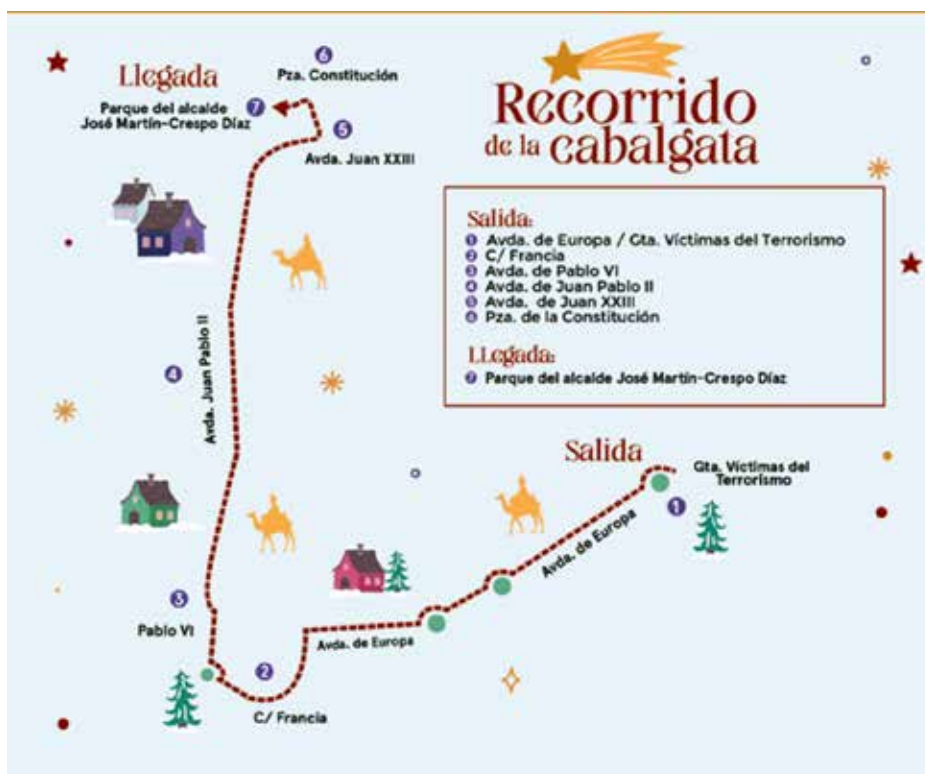 Recorrido
de la cabalgata
Salida:
1 Avda. de Europa / Gta. Víctimas del Terrorismo
2 C/ Francia
3 Avda. de Pablo VI
4 Avda. de Juan Pablo II
5 Avda. de Juan XXIII
6 Pza. de la Constitución
LLegada:
7 Parque del alcalde José Martín-Crespo Díaz
Llegada
Parque del alcalde
José Martín-Crespo Díaz
7
6
Pza. Constitución
5
Avda. Juan XXIII
4
Avda. Juan Pablo II
3
Pablo VI
2
C/ Francia
Avda. de Europa
Avda. de Europa
Salida
Gta. Víctimas del
Terrorismo
1